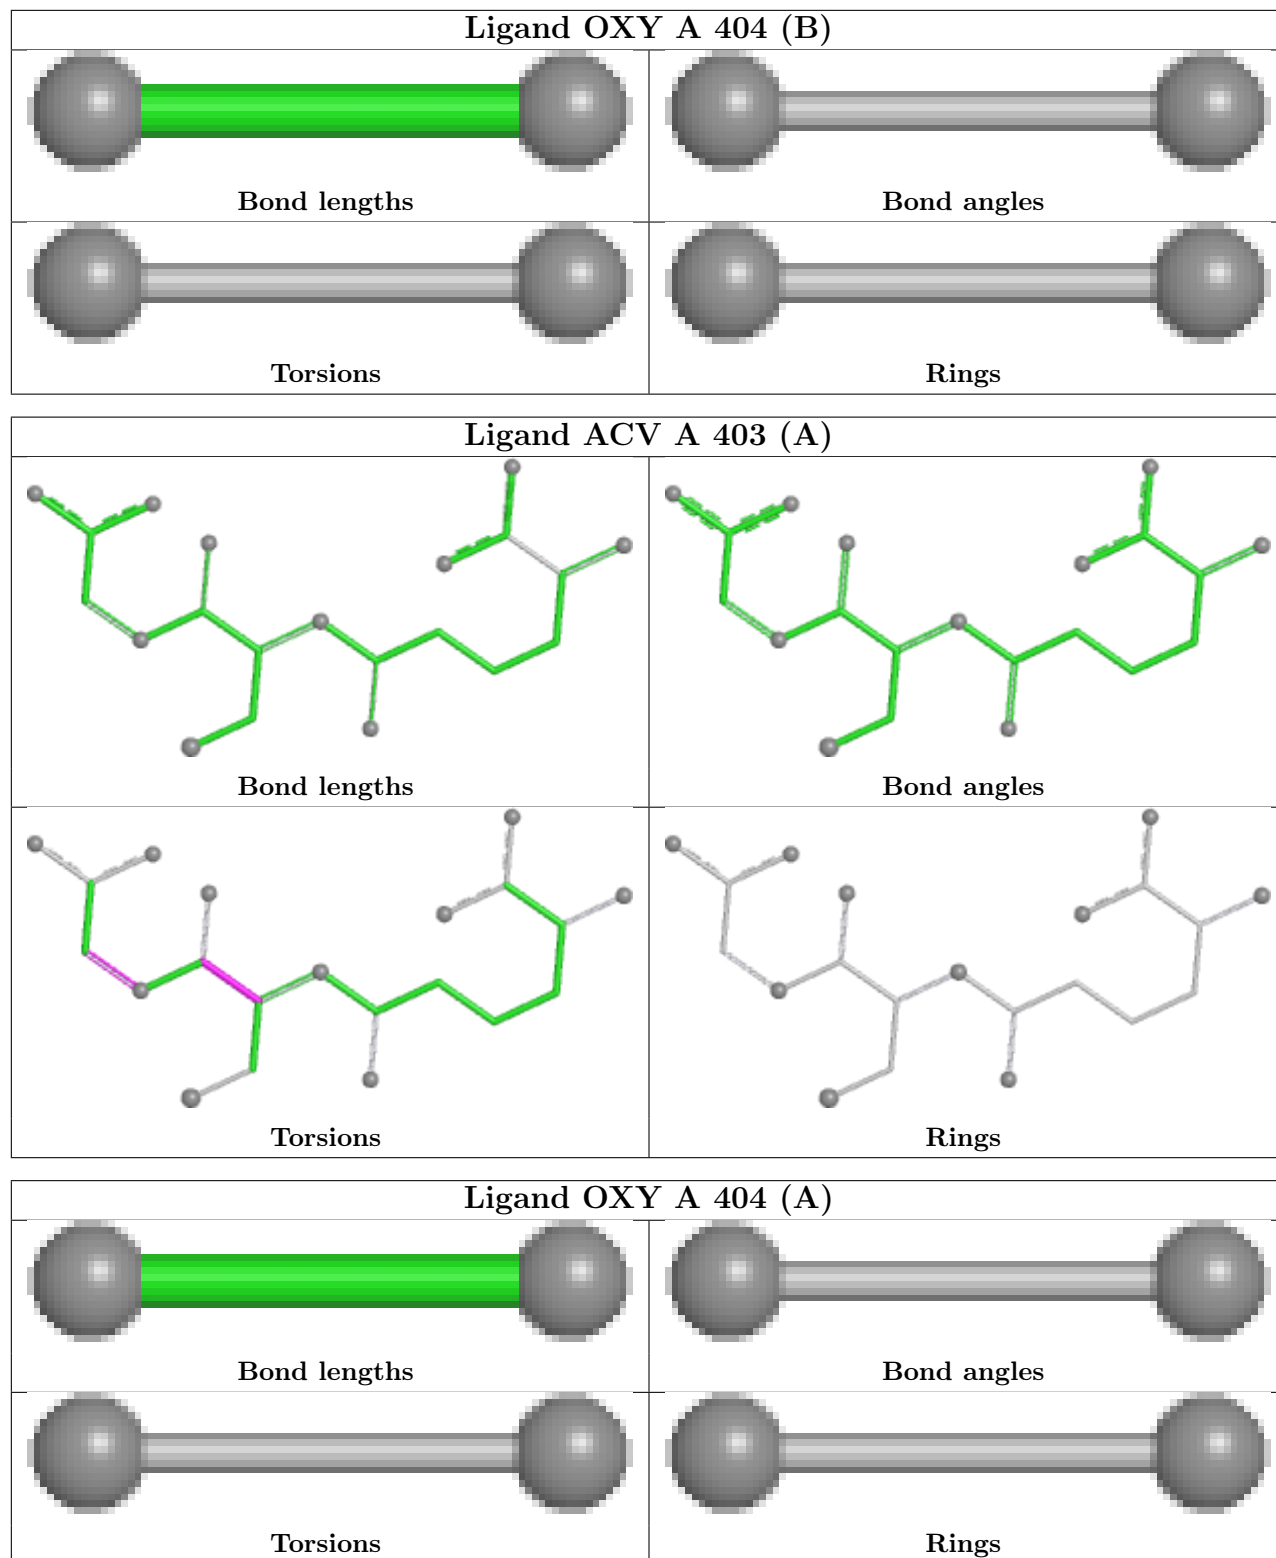 Ligand OXY A 404 (B)
Bond lengths
Bond angles
Torsions
Rings
Ligand ACV A 403 (A)
Bond lengths
Bond angles
Torsions
Rings
Ligand OXY A 404 (A)
Bond lengths
Bond angles
Torsions
Rings